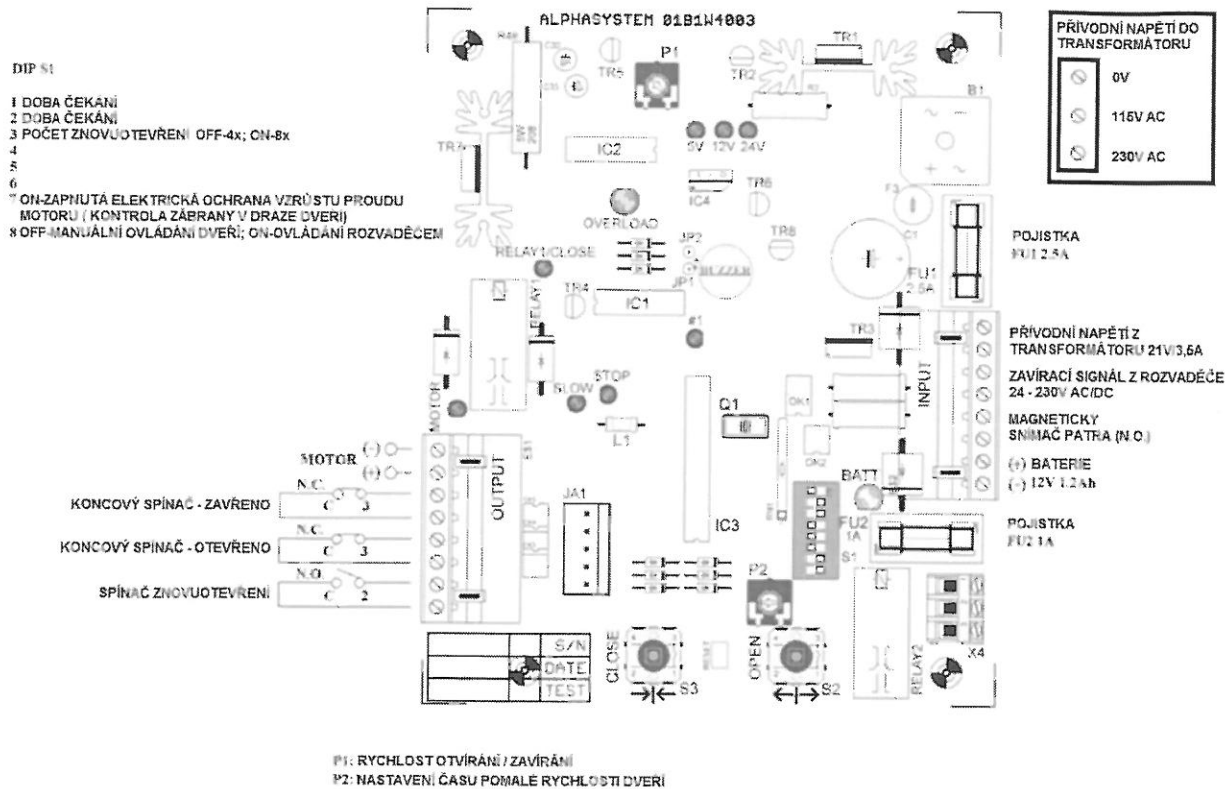 ALPHASYSTEM 01B1W4003
DIP S1
1 DOBA ČEKÁNÍ
2 DOBA ČEKÁNÍ
3 POČET ZNOVUOTEVŘENÍ OFF-4x; ON-8x
4
5
6
7 ON-ZAPNUTÁ ELEKTRICKÁ OCHRANA VZRŮSTU PROUDU
MOTORU ( KONTROLA ZÁBRANY V DRÁZE DVEŘÍ)
8 OFF-MANUÁLNÍ OVLÁDÁNÍ DVEŘÍ; ON-OVLÁDÁNÍ ROZVADĚČEM
PŘÍVODNÍ NAPĚTÍ DO
TRANSFORMÁTORU
0V
115V AC
230V AC
P1
TR5
TR2
TR1
B1
5W
IC2
5V 12V 24V
IC4
TR6
F3
C1
OVERLOAD
JP2
JP1
BUZZER
TR8
RELAY1/CLOSE
RELAY1
TR4
IC1
#1
TR3
FU1
2.5A
POJISTKA
FU1 2.5A
MOTOR
SLOW
STOP
L1
Q1
OK1
OK2
INPUT
PŘÍVODNÍ NAPĚTÍ Z
TRANSFORMÁTORU 21V/3,5A
ZAVÍRACÍ SIGNÁL Z ROZVADĚČE
24 - 230V AC/DC
MAGNETICKÝ
SNÍMAČ PATRA (N.O.)
(+) BATERIE
(-) 12V 1.2Ah
MOTOR
(-)
(+)
N.C.
KONCOVÝ SPÍNAČ - ZAVŘENO
C 3
N.C.
KONCOVÝ SPÍNAČ - OTEVŘENO
C 3
N.O.
SPÍNAČ ZNOVUOTEVŘENÍ
C 2
OUTPUT
JA1
IC3
BATT
FU2
1A
S1
POJISTKA
FU2 1A
P2
S/N
DATE
TEST
CLOSE
S3
RESET
OPEN
S2
RELAY2
X4
P1: RYCHLOST OTVÍRÁNÍ / ZAVÍRÁNÍ
P2: NASTAVENÍ ČASU POMALÉ RYCHLOSTI DVEŘÍ